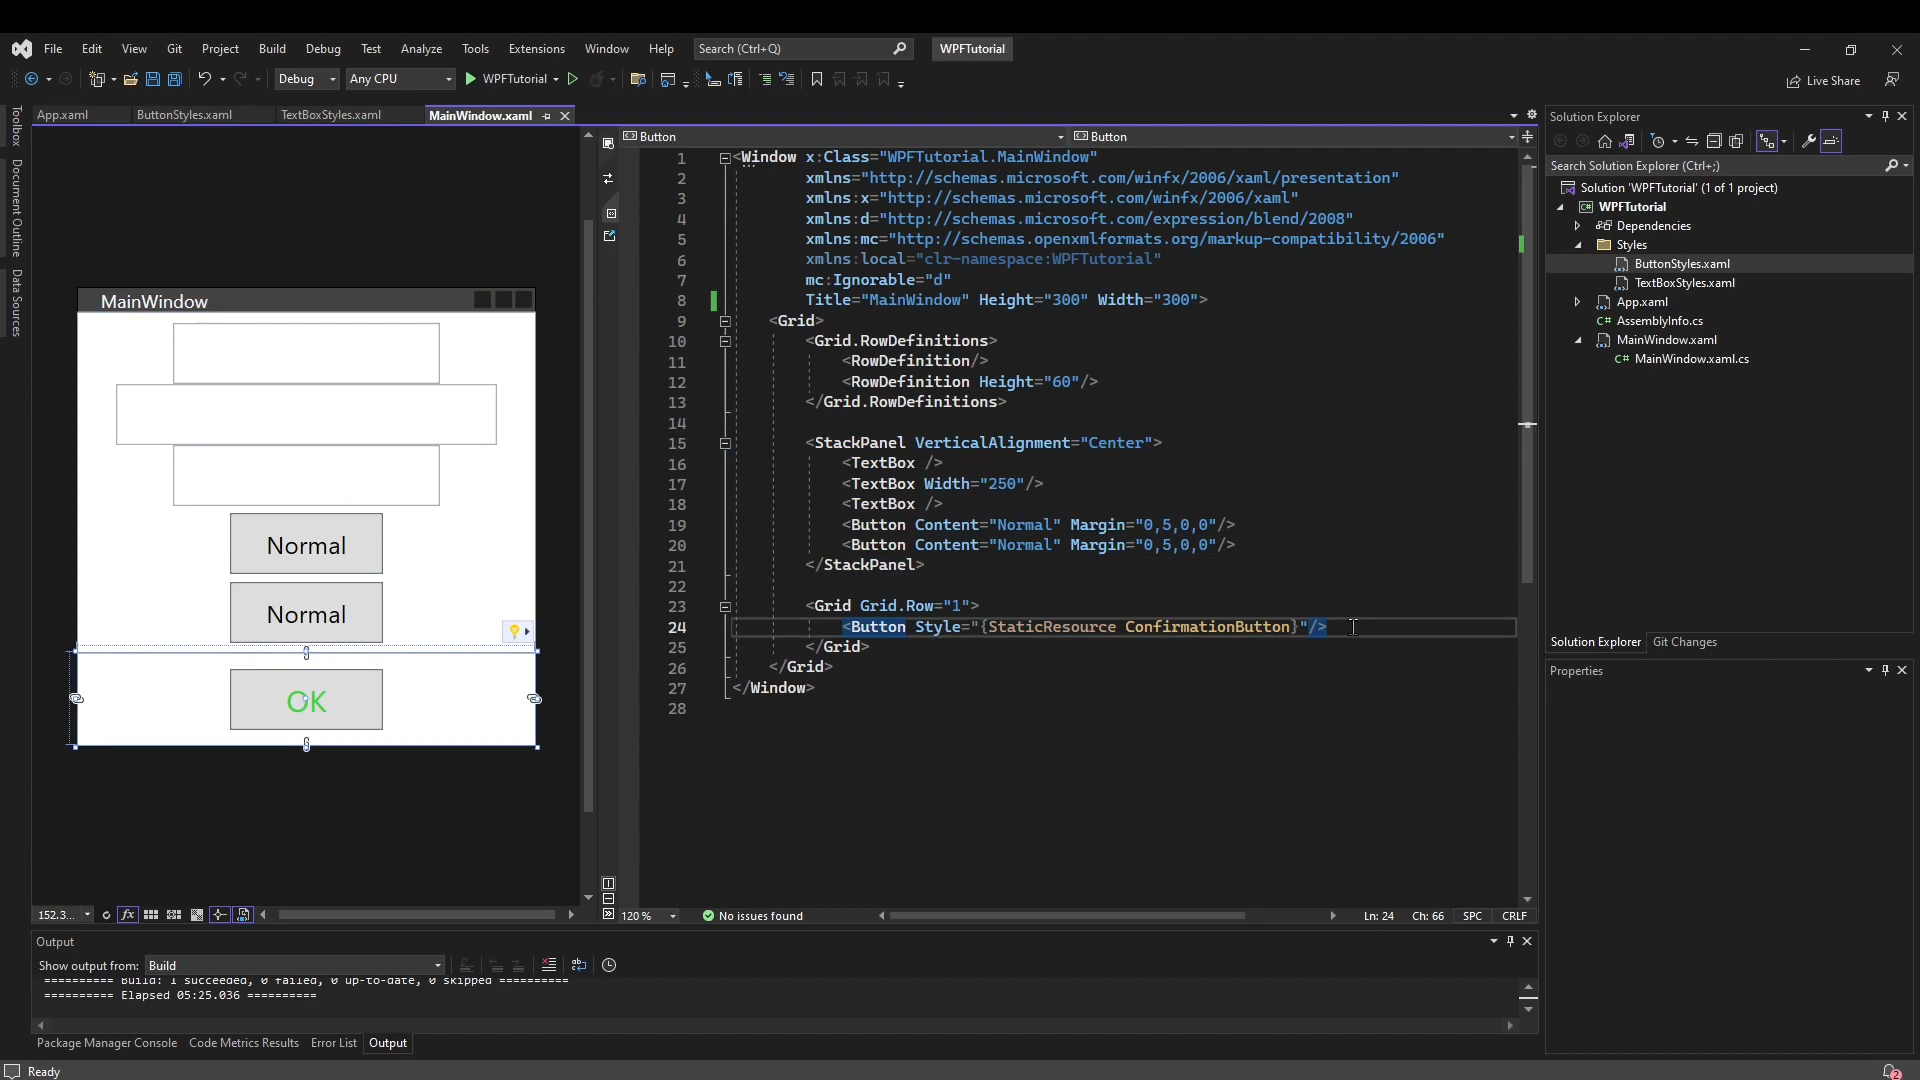 File Edit View Git Project Build Debug Test Analyze Tools Extensions Window Help Search (Ctrl+Q) WPFTutorial
Debug Any CPU WPFTutorial Live Share
App.xaml ButtonStyles.xaml TextBoxStyles.xaml MainWindow.xaml
Toolbox
Document Outline
Data Sources
MainWindow
Normal
Normal
OK
152.3...
Button Button
1 <Window x:Class="WPFTutorial.MainWindow"
2 xmlns="http://schemas.microsoft.com/winfx/2006/xaml/presentation"
3 xmlns:x="http://schemas.microsoft.com/winfx/2006/xaml"
4 xmlns:d="http://schemas.microsoft.com/expression/blend/2008"
5 xmlns:mc="http://schemas.openxmlformats.org/markup-compatibility/2006"
6 xmlns:local="clr-namespace:WPFTutorial"
7 mc:Ignorable="d"
8 Title="MainWindow" Height="300" Width="300">
9 <Grid>
10 <Grid.RowDefinitions>
11 <RowDefinition/>
12 <RowDefinition Height="60"/>
13 </Grid.RowDefinitions>
14
15 <StackPanel VerticalAlignment="Center">
16 <TextBox />
17 <TextBox Width="250"/>
18 <TextBox />
19 <Button Content="Normal" Margin="0,5,0,0"/>
20 <Button Content="Normal" Margin="0,5,0,0"/>
21 </StackPanel>
22
23 <Grid Grid.Row="1">
24 <Button Style="{StaticResource ConfirmationButton}"/>
25 </Grid>
26 </Grid>
27 </Window>
28
120 % No issues found Ln: 24 Ch: 66 SPC CRLF
Solution Explorer
Search Solution Explorer (Ctrl+;)
Solution 'WPFTutorial' (1 of 1 project)
WPFTutorial
Dependencies
Styles
ButtonStyles.xaml
TextBoxStyles.xaml
App.xaml
AssemblyInfo.cs
MainWindow.xaml
MainWindow.xaml.cs
Solution Explorer Git Changes
Properties
Output
Show output from: Build
========== Build: 1 succeeded, 0 failed, 0 up-to-date, 0 skipped ==========
========== Elapsed 05:25.036 ==========
Package Manager Console Code Metrics Results Error List Output
Ready 2